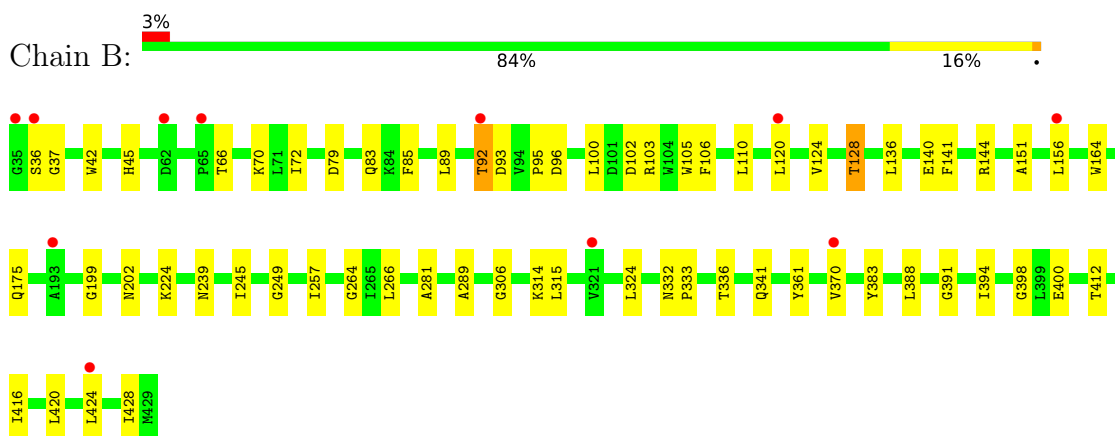 3%
Chain B:
84% 16% •
G35 S36 G37 W42 H45 D62 P65 T66 K70 L71 I72 D79 Q83 K84 F85 L89 T92 D93 V94 P95 D96 L100 D101 D102 R103 W104 W105 F106 L110 L120 V124 T128 L136 E140 F141 R144 A151 L156 W164
Q175 A193 G199 N202 K224 N239 I245 G249 I257 G264 I265 L266 A281 A289 G306 K314 L315 V321 L324 N332 P333 T336 Q341 Y361 V370 Y383 L388 G391 I394 G398 L399 E400 T412
I416 L420 L424 I428 M429